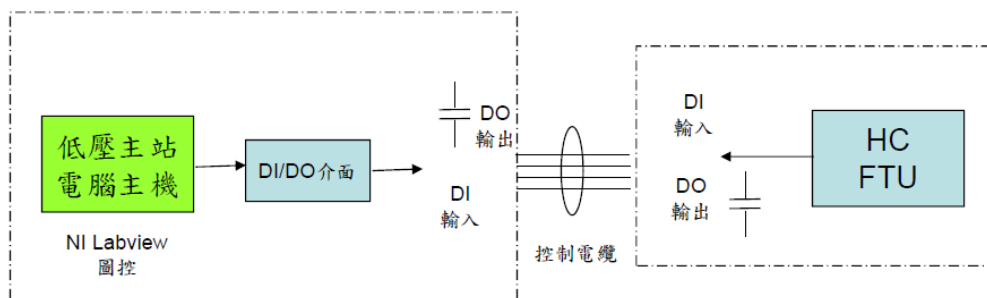 低壓主站
電腦主機
NI Labview
圖控
DI/DO介面
DO
輸出
DI
輸入
控制電纜
DI
輸入
DO
輸出
HC
FTU